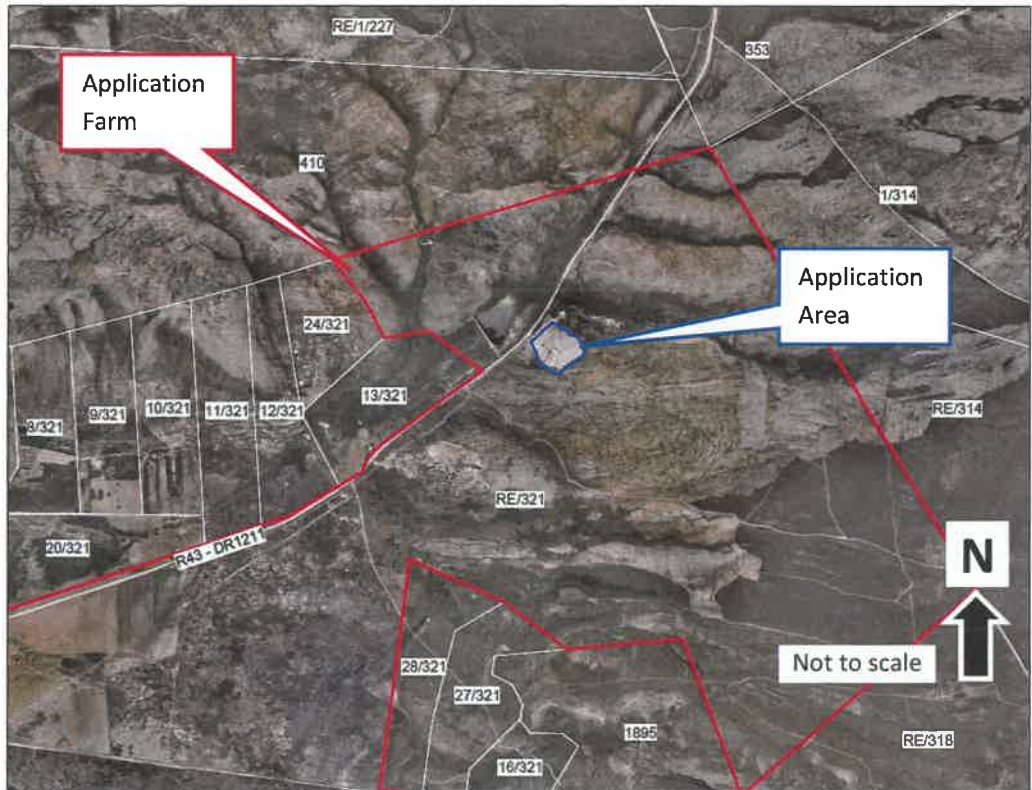 RE/1/227
353
Application
Farm
410
1/314
Application
Area
24/321
13/321
8/321
9/321
10/321
11/321
12/321
RE/314
RE/321
20/321
R43 - DR1211
N
Not to scale
28/321
27/321
1895
16/321
RE/318